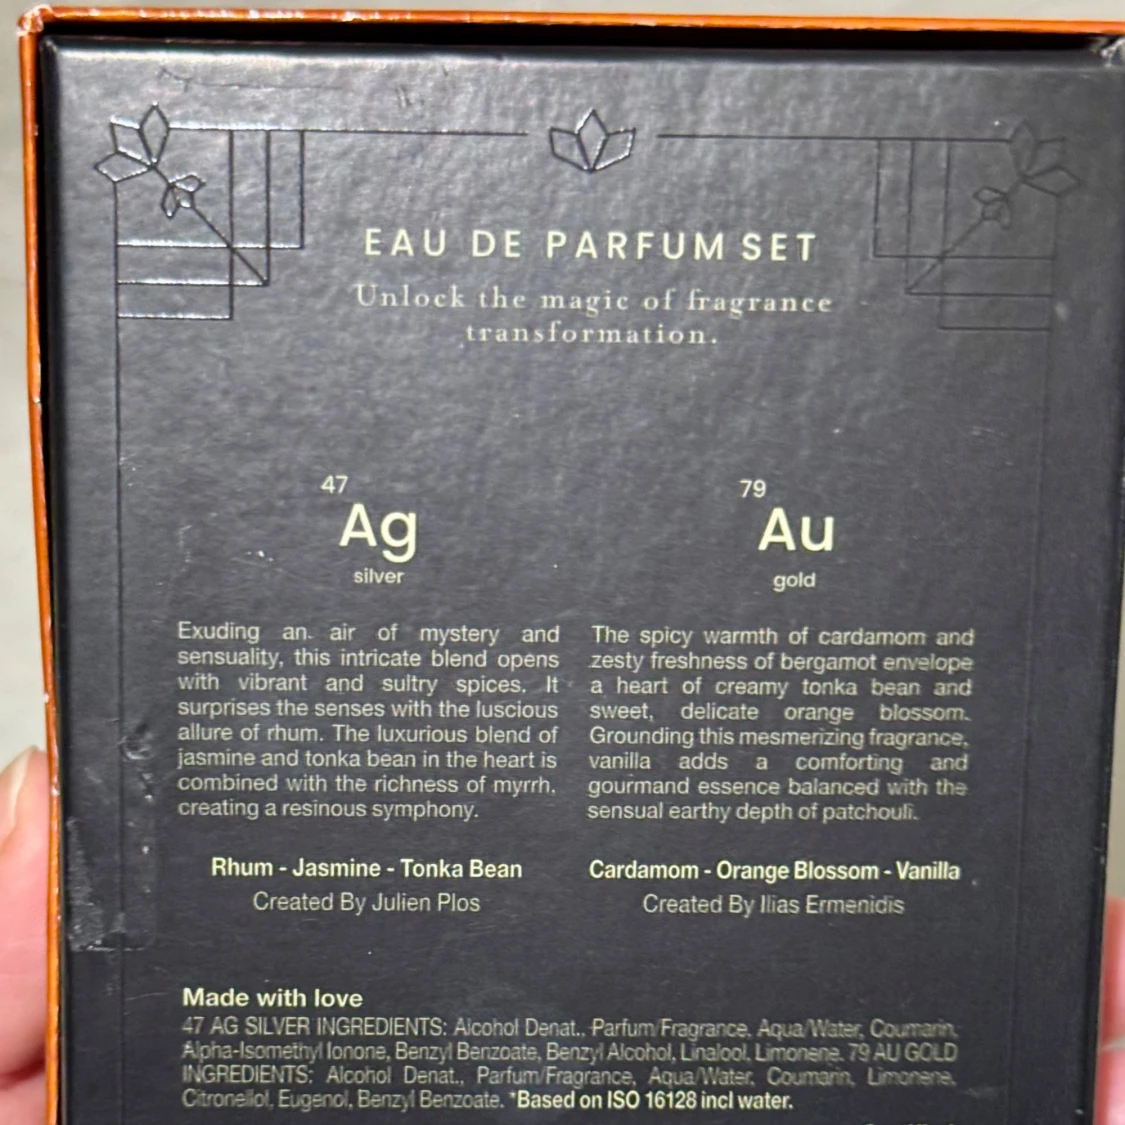 EAU DE PARFUM SET
Unlock the magic of fragrance
transformation.
47
Ag
silver
Exuding an air of mystery and
sensuality, this intricate blend opens
with vibrant and sultry spices. It
surprises the senses with the luscious
allure of rhum. The luxurious blend of
jasmine and tonka bean in the heart is
combined with the richness of myrrh,
creating a resinous symphony.
Rhum - Jasmine - Tonka Bean
Created By Julien Plos
79
Au
gold
The spicy warmth of cardamom and
zesty freshness of bergamot envelope
a heart of creamy tonka bean and
sweet, delicate orange blossom.
Grounding this mesmerizing fragrance,
vanilla adds a comforting and
gourmand essence balanced with the
sensual earthy depth of patchouli.
Cardamom - Orange Blossom - Vanilla
Created By Ilias Ermenidis
Made with love
47 AG SILVER INGREDIENTS: Alcohol Denat., Parfum/Fragrance, Aqua/Water, Coumarin,
Alpha-Isomethyl Ionone, Benzyl Benzoate, Benzyl Alcohol, Linalool, Limonene. 79 AU GOLD
INGREDIENTS: Alcohol Denat., Parfum/Fragrance, Aqua/Water, Coumarin, Limonene,
Citronellol, Eugenol, Benzyl Benzoate. *Based on ISO 16128 incl water.